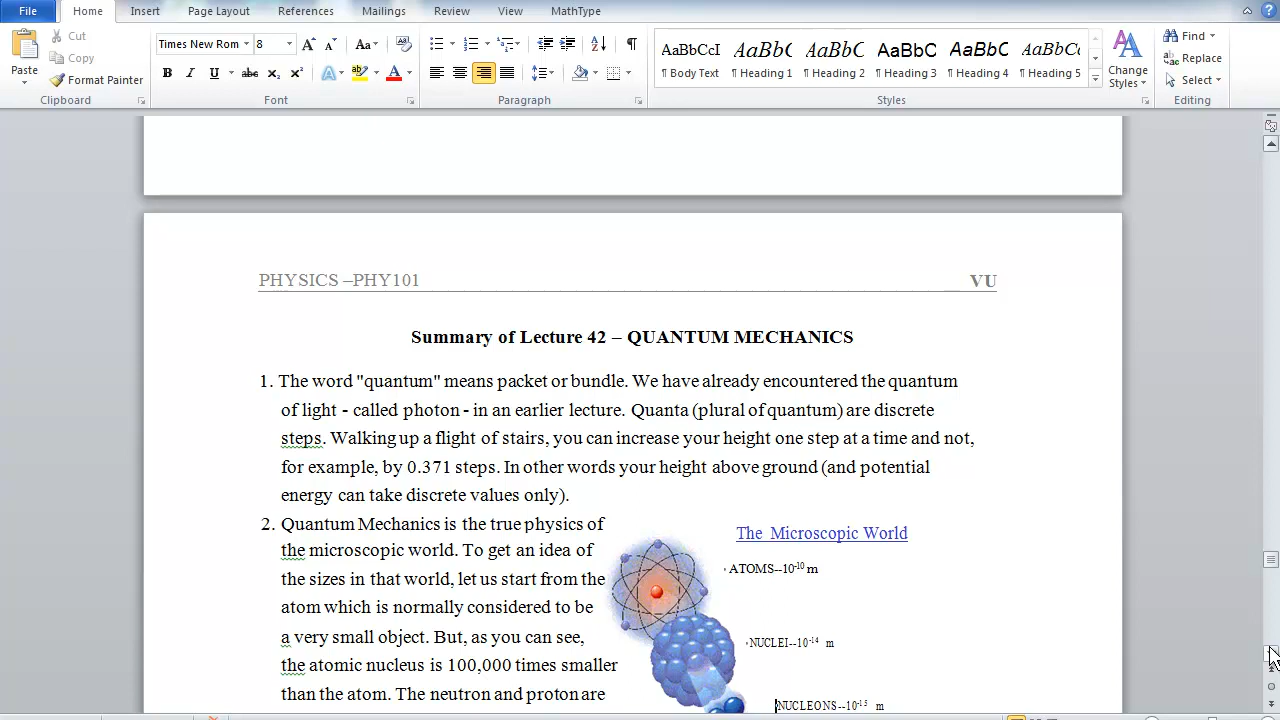 File Home Insert Page Layout References Mailings Review View MathType
Paste
Cut
Copy
Format Painter
Clipboard
Times New Rom 8
Font
Paragraph
AaBbCcI AaBbC AaBbC AaBbC AaBbC AaBbCc
¶ Body Text ¶ Heading 1 ¶ Heading 2 ¶ Heading 3 ¶ Heading 4 ¶ Heading 5
Change
Styles
Styles
Find
Replace
Select
Editing
PHYSICS –PHY101 VU
Summary of Lecture 42 – QUANTUM MECHANICS
1. The word "quantum" means packet or bundle. We have already encountered the quantum
of light - called photon - in an earlier lecture. Quanta (plural of quantum) are discrete
steps. Walking up a flight of stairs, you can increase your height one step at a time and not,
for example, by 0.371 steps. In other words your height above ground (and potential
energy can take discrete values only).
2. Quantum Mechanics is the true physics of
the microscopic world. To get an idea of
the sizes in that world, let us start from the
atom which is normally considered to be
a very small object. But, as you can see,
the atomic nucleus is 100,000 times smaller
than the atom. The neutron and proton are
The Microscopic World
· ATOMS--10⁻¹⁰ m
· NUCLEI--10⁻¹⁴ m
NUCLEONS--10⁻¹⁵ m